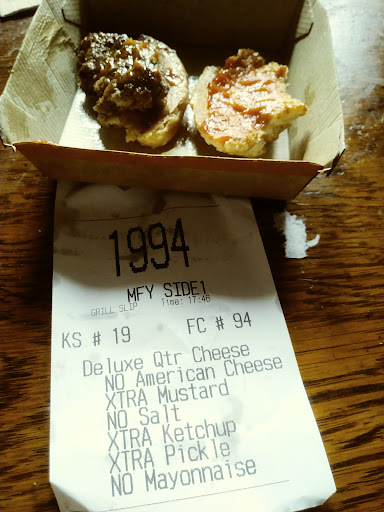 1994
MFY SIDE1
GRILL SLIP Time: 17:46
KS # 19 FC # 94
Deluxe Qtr Cheese
NO American Cheese
XTRA Mustard
NO Salt
XTRA Ketchup
XTRA Pickle
NO Mayonnaise